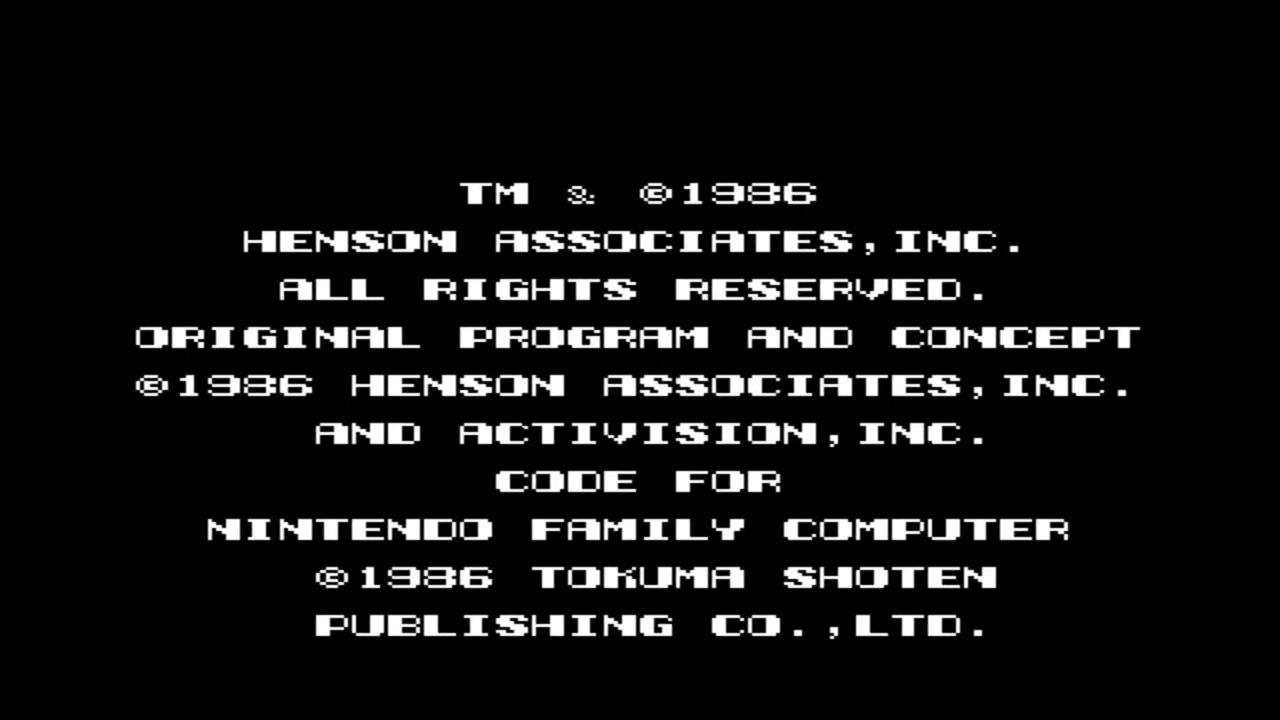 TM & ©1986
HENSON ASSOCIATES,INC.
ALL RIGHTS RESERVED.
ORIGINAL PROGRAM AND CONCEPT
©1986 HENSON ASSOCIATES,INC.
AND ACTIVISION,INC.
CODE FOR
NINTENDO FAMILY COMPUTER
©1986 TOKUMA SHOTEN
PUBLISHING CO.,LTD.